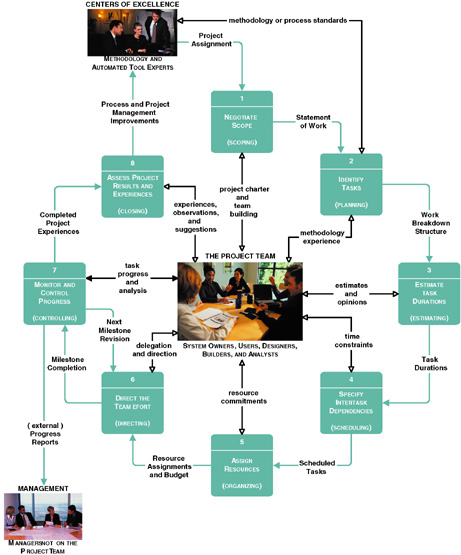 CENTERS OF EXCELLENCE
METHODOLOGY AND
AUTOMATED TOOL EXPERTS
methodology or process standards
Project
Assignment
1
NEGOTIATE
SCOPE
(SCOPING)
Statement
of Work
Process and Project
Management
Improvements
8
ASSESS PROJECT
RESULTS AND
EXPERIENCES
(CLOSING)
2
IDENTIFY
TASKS
(PLANNING)
experiences,
observations,
and
suggestions
project charter
and
team
building
methodology
experience
Completed
Project
Experiences
Work
Breakdown
Structure
THE PROJECT TEAM
7
MONITOR AND
CONTROL
PROGRESS
(CONTROLLING)
task
progress
and
analysis
estimates
and
opinions
3
ESTIMATE
TASK
DURATIONS
(ESTIMATING)
Next
Milestone
Revision
SYSTEM OWNERS, USERS, DESIGNERS,
BUILDERS, AND ANALYSTS
delegation
and direction
time
constraints
Milestone
Completion
Task
Durations
6
DIRECT THE
TEAM EFORT
(DIRECTING)
resource
commitments
4
SPECIFY
INTERTASK
DEPENDENCIES
(SCHEDULING)
( external )
Progress
Reports
Resource
Assignments
and Budget
5
ASSIGN
RESOURCES
(ORGANIZING)
Scheduled
Tasks
MANAGEMENT
MANAGERSNOT ON THE
PROJECT TEAM